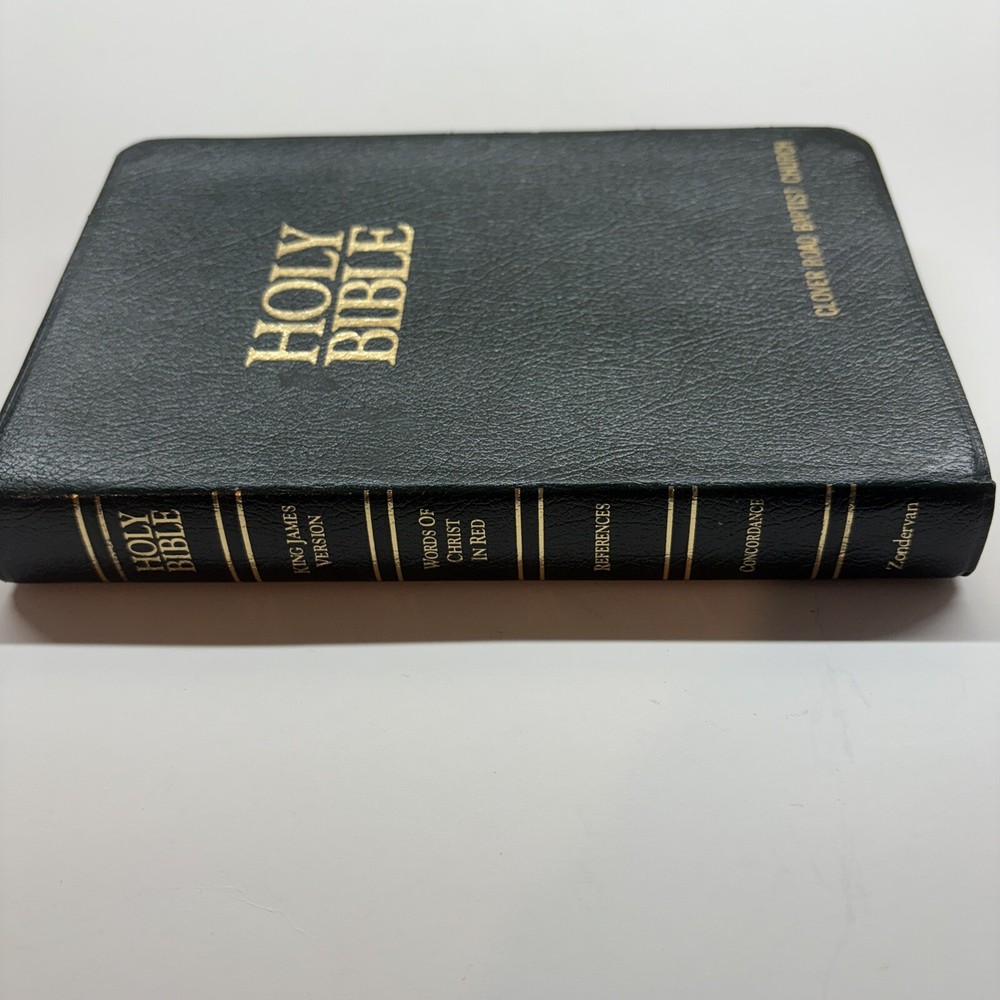 HOLY
BIBLE
CLOVER ROAD BAPTIST CHURCH
HOLY
BIBLE
KING JAMES
VERSION
WORDS OF
CHRIST
IN RED
REFERENCES
CONCORDANCE
Zondervan